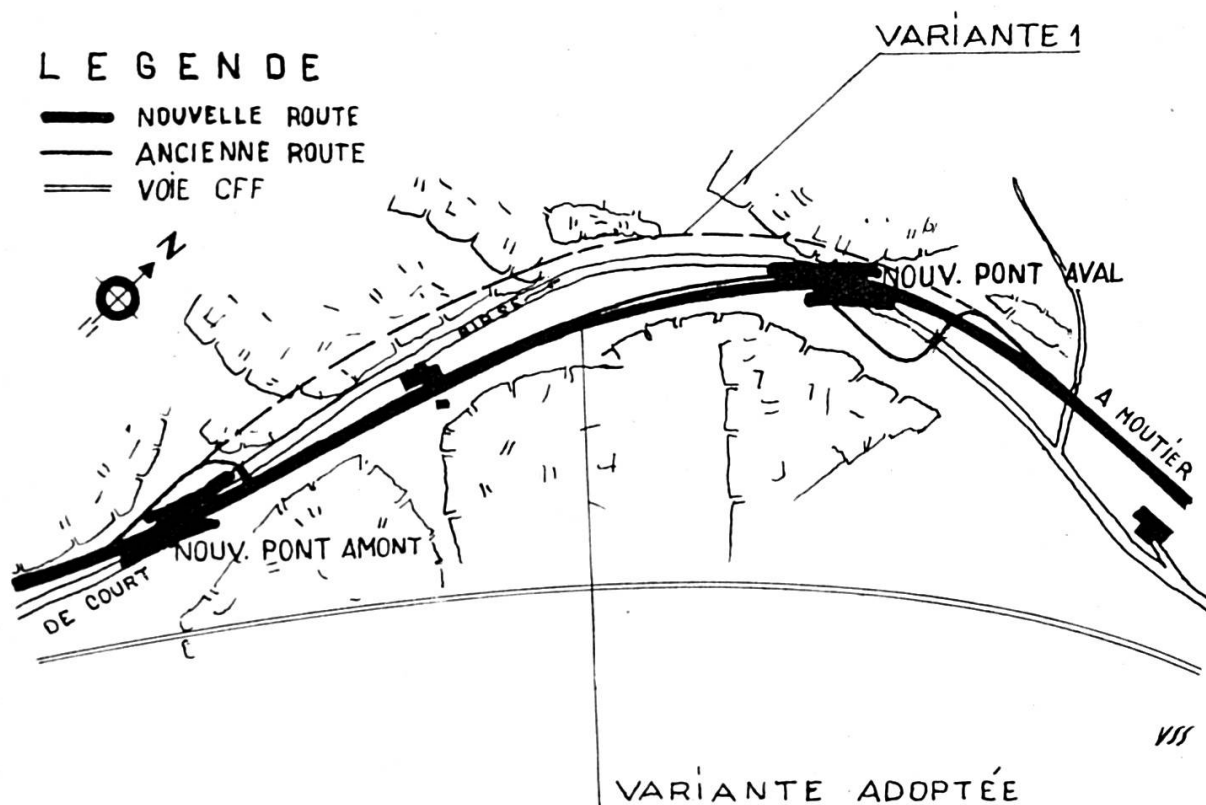 VARIANTE 1
LEGENDE
NOUVELLE ROUTE
ANCIENNE ROUTE
VOIE CFF
N
BIRSE
NOUV. PONT AVAL
A MOUTIER
NOUV. PONT AMONT
DE COURT
VSS
VARIANTE ADOPTÉE